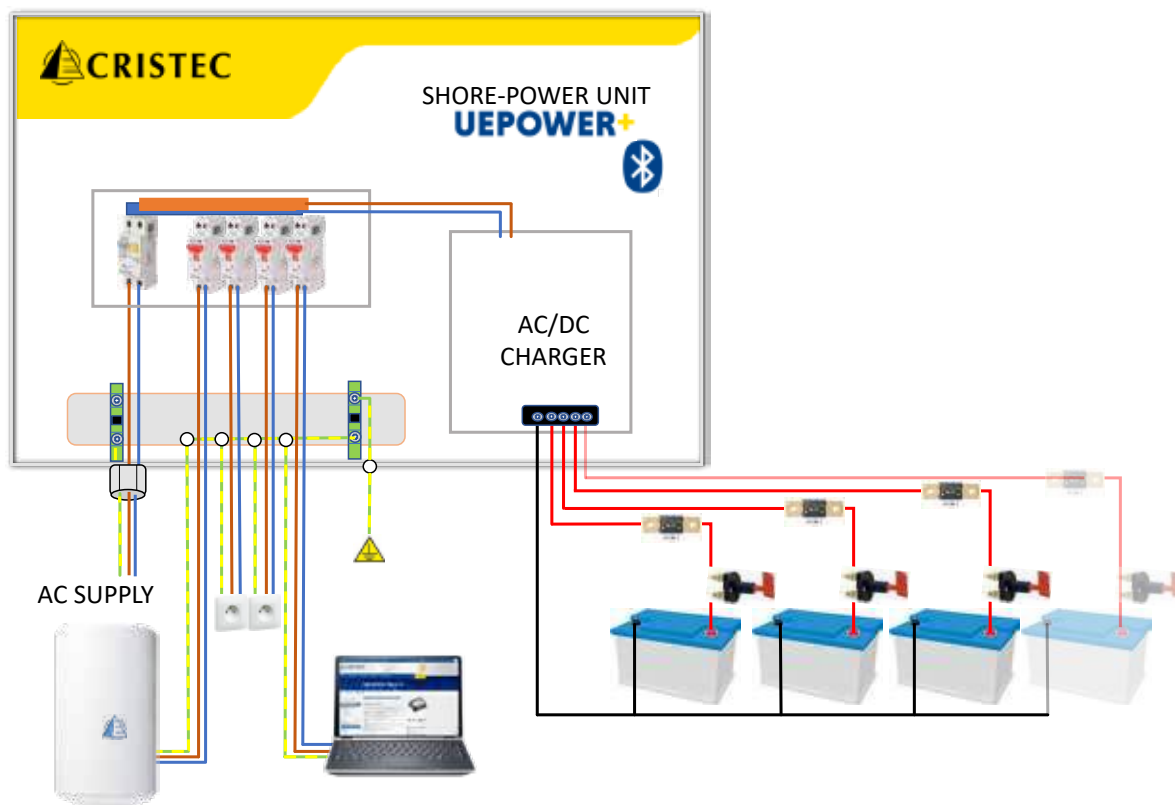 CRISTEC
SHORE-POWER UNIT
UEPOWER+
AC/DC
CHARGER
AC SUPPLY